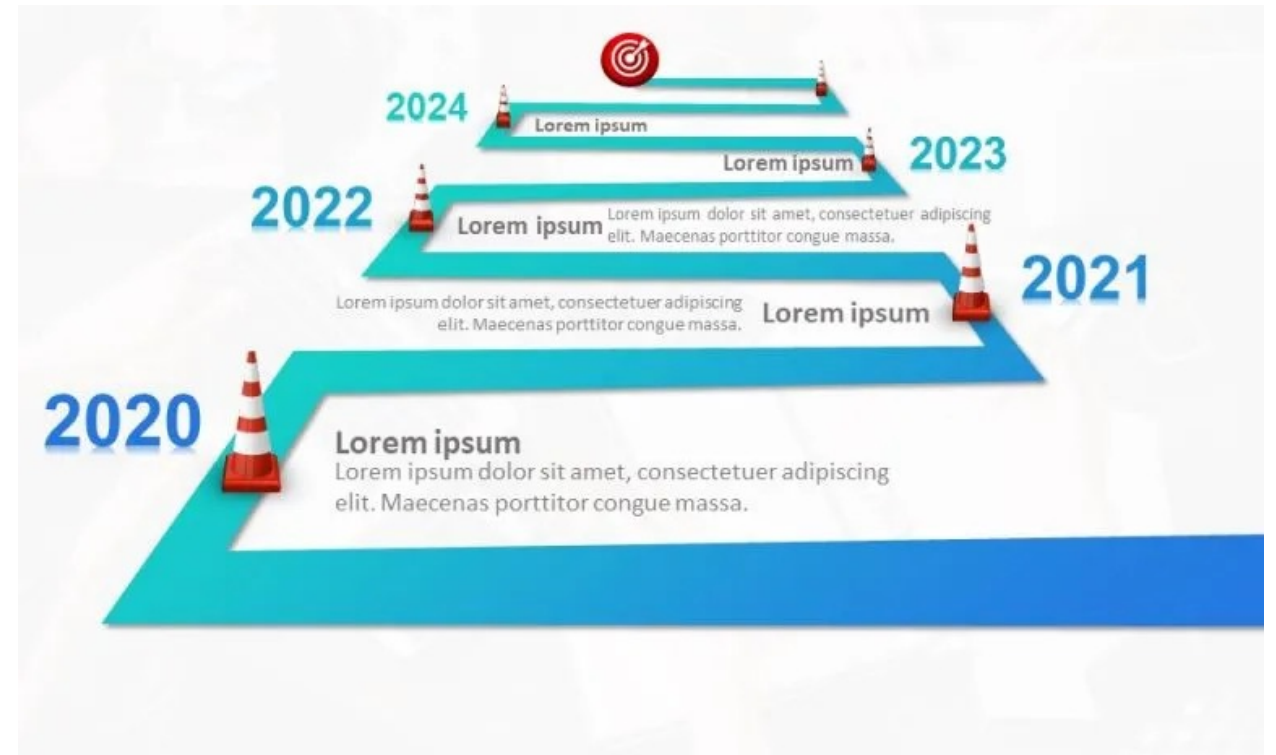 2024
Lorem ipsum
Lorem ipsum
2023
2022
Lorem ipsum
Lorem ipsum dolor sit amet, consectetuer adipiscing
elit. Maecenas porttitor congue massa.
2021
Lorem ipsum dolor sit amet, consectetuer adipiscing
elit. Maecenas porttitor congue massa.
Lorem ipsum
2020
Lorem ipsum
Lorem ipsum dolor sit amet, consectetuer adipiscing
elit. Maecenas porttitor congue massa.